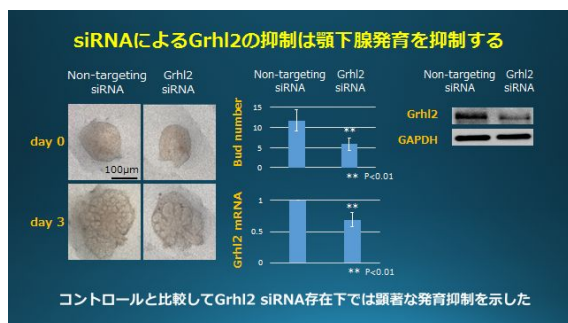 siRNAによるGrhl2の抑制は顎下腺発育を抑制する
Non-targeting
siRNA
Grhl2
siRNA
day 0
100μm
day 3
Non-targeting
siRNA
Grhl2
siRNA
Bud number
15
10
5
0
**
** P<0.01
Grhl2 mRNA
1
0.5
0
**
** P<0.01
Non-targeting
siRNA
Grhl2
siRNA
Grhl2
GAPDH
コントロールと比較してGrhl2 siRNA存在下では顕著な発育抑制を示した